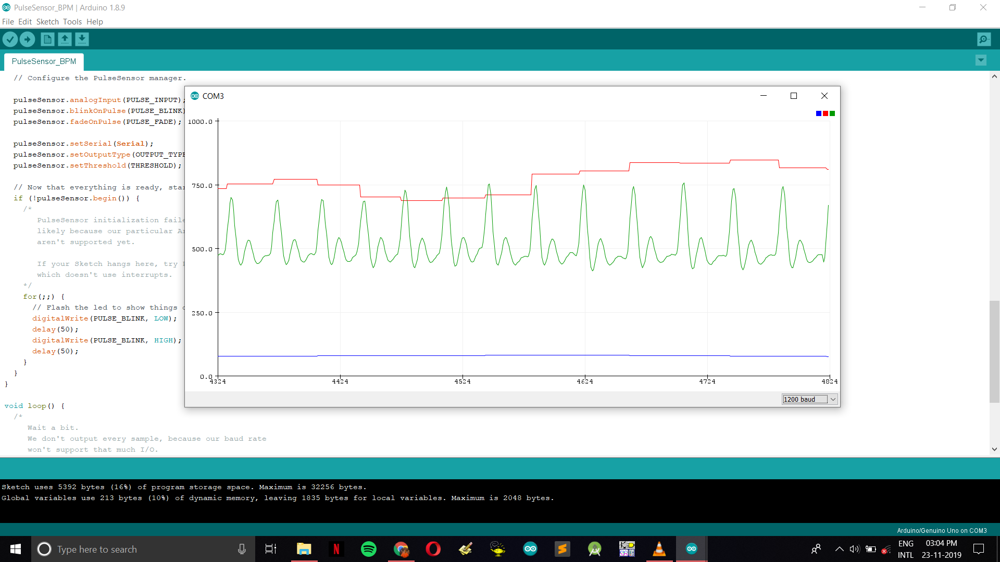 PulseSensor_BPM | Arduino 1.8.9
File Edit Sketch Tools Help
PulseSensor_BPM
// Configure the PulseSensor manager.
pulseSensor.analogInput(PULSE_INPUT);
pulseSensor.blinkOnPulse(PULSE_BLINK)
pulseSensor.fadeOnPulse(PULSE_FADE);
pulseSensor.setSerial(Serial);
pulseSensor.setOutputType(OUTPUT_TYPE
pulseSensor.setThreshold(THRESHOLD);
// Now that everything is ready, star
if (!pulseSensor.begin()) {
/*
PulseSensor initialization faile
likely because our particular Ar
aren't supported yet.
If your Sketch hangs here, try
which doesn't use interrupts.
*/
for(;;) {
// Flash the led to show things
digitalWrite(PULSE_BLINK, LOW);
delay(50);
digitalWrite(PULSE_BLINK, HIGH);
delay(50);
}
}
}
void loop() {
/*
Wait a bit.
We don't output every sample, because our baud rate
won't support that much I/O.
COM3
1000.0
750.0
500.0
250.0
0.0
4324 4424 4524 4624 4724 4824
1200 baud
Sketch uses 5392 bytes (16%) of program storage space. Maximum is 32256 bytes.
Global variables use 213 bytes (10%) of dynamic memory, leaving 1835 bytes for local variables. Maximum is 2048 bytes.
Arduino/Genuino Uno on COM3
Type here to search
ENG
INTL
03:04 PM
23-11-2019